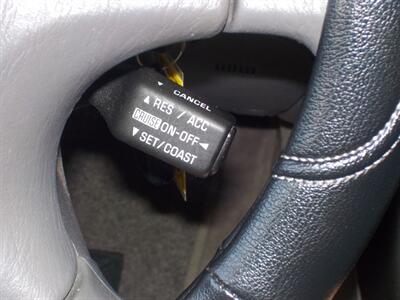 ▼ CANCEL
▲ RES / ACC
CRUISE ON-OFF ◄
▼ SET/COAST